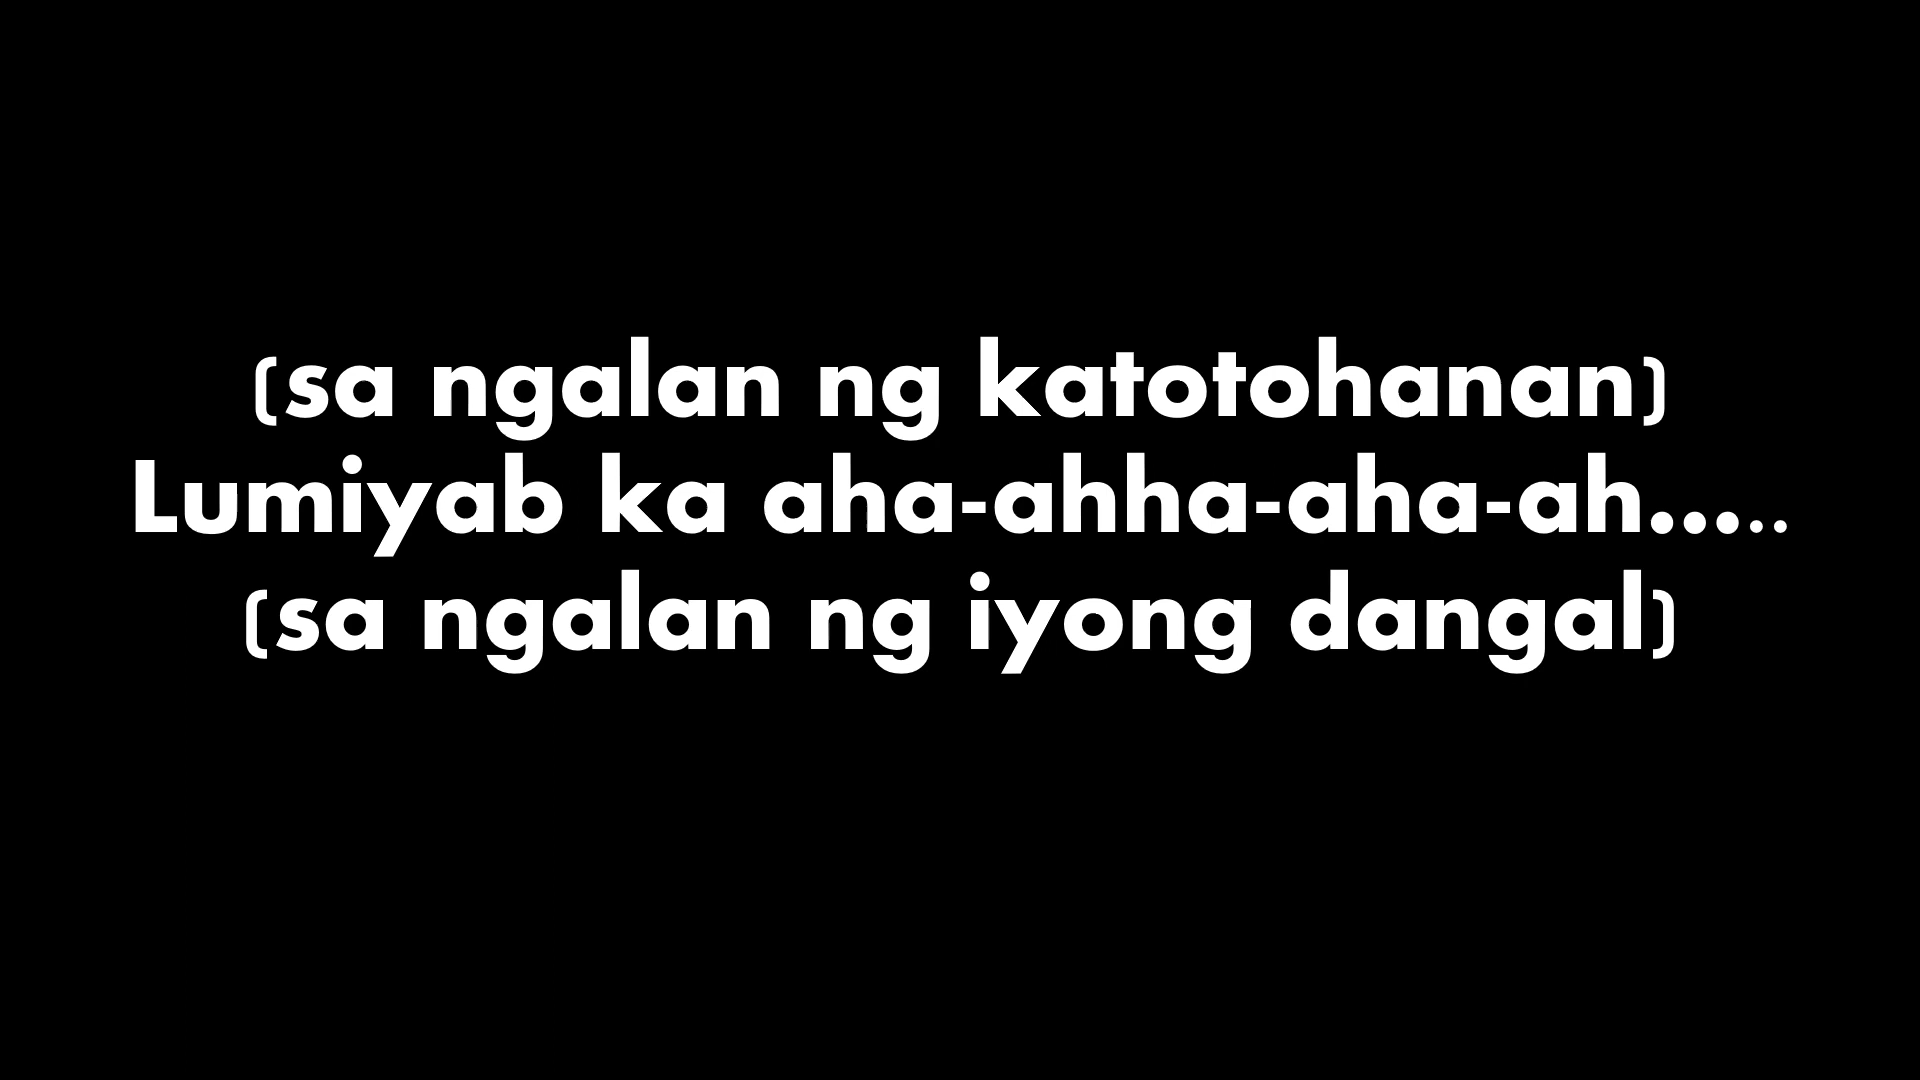 (sa ngalan ng katotohanan)
Lumiyab ka aha-ahha-aha-ah.....
(sa ngalan ng iyong dangal)